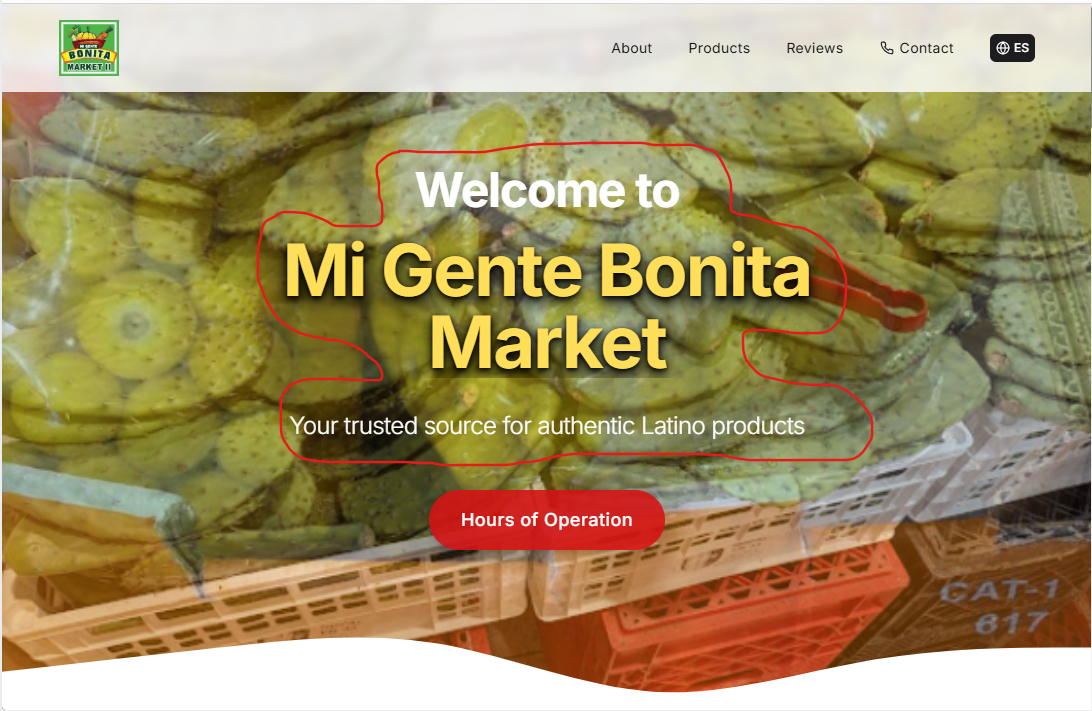 MI GENTE
BONITA
MARKET II
About
Products
Reviews
Contact
ES
Welcome to
Mi Gente Bonita
Market
Your trusted source for authentic Latino products
Hours of Operation
CAT-1
617